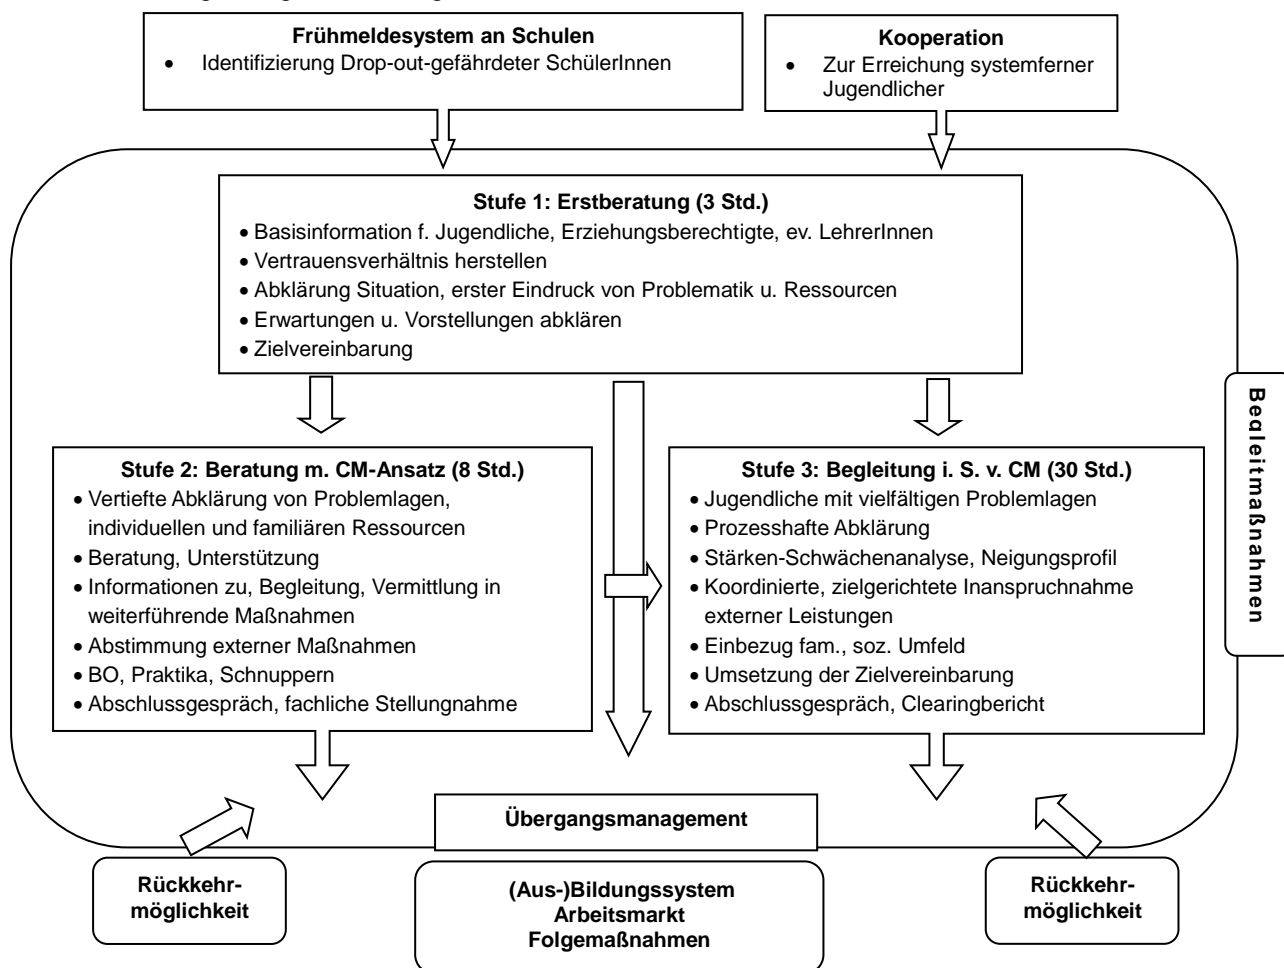 Frühmeldesystem an Schulen
• Identifizierung Drop-out-gefährdeter SchülerInnen
Kooperation
• Zur Erreichung systemferner
Jugendlicher
Stufe 1: Erstberatung (3 Std.)
• Basisinformation f. Jugendliche, Erziehungsberechtigte, ev. LehrerInnen
• Vertrauensverhältnis herstellen
• Abklärung Situation, erster Eindruck von Problematik u. Ressourcen
• Erwartungen u. Vorstellungen abklären
• Zielvereinbarung
Begleitmaßnahmen
Stufe 2: Beratung m. CM-Ansatz (8 Std.)
• Vertiefte Abklärung von Problemlagen,
individuellen und familiären Ressourcen
• Beratung, Unterstützung
• Informationen zu, Begleitung, Vermittlung in
weiterführende Maßnahmen
• Abstimmung externer Maßnahmen
• BO, Praktika, Schnuppern
• Abschlussgespräch, fachliche Stellungnahme
Stufe 3: Begleitung i. S. v. CM (30 Std.)
• Jugendliche mit vielfältigen Problemlagen
• Prozesshafte Abklärung
• Stärken-Schwächenanalyse, Neigungsprofil
• Koordinierte, zielgerichtete Inanspruchnahme
externer Leistungen
• Einbezug fam., soz. Umfeld
• Umsetzung der Zielvereinbarung
• Abschlussgespräch, Clearingbericht
Übergangsmanagement
Rückkehr-
möglichkeit
(Aus-)Bildungssystem
Arbeitsmarkt
Folgemaßnahmen
Rückkehr-
möglichkeit